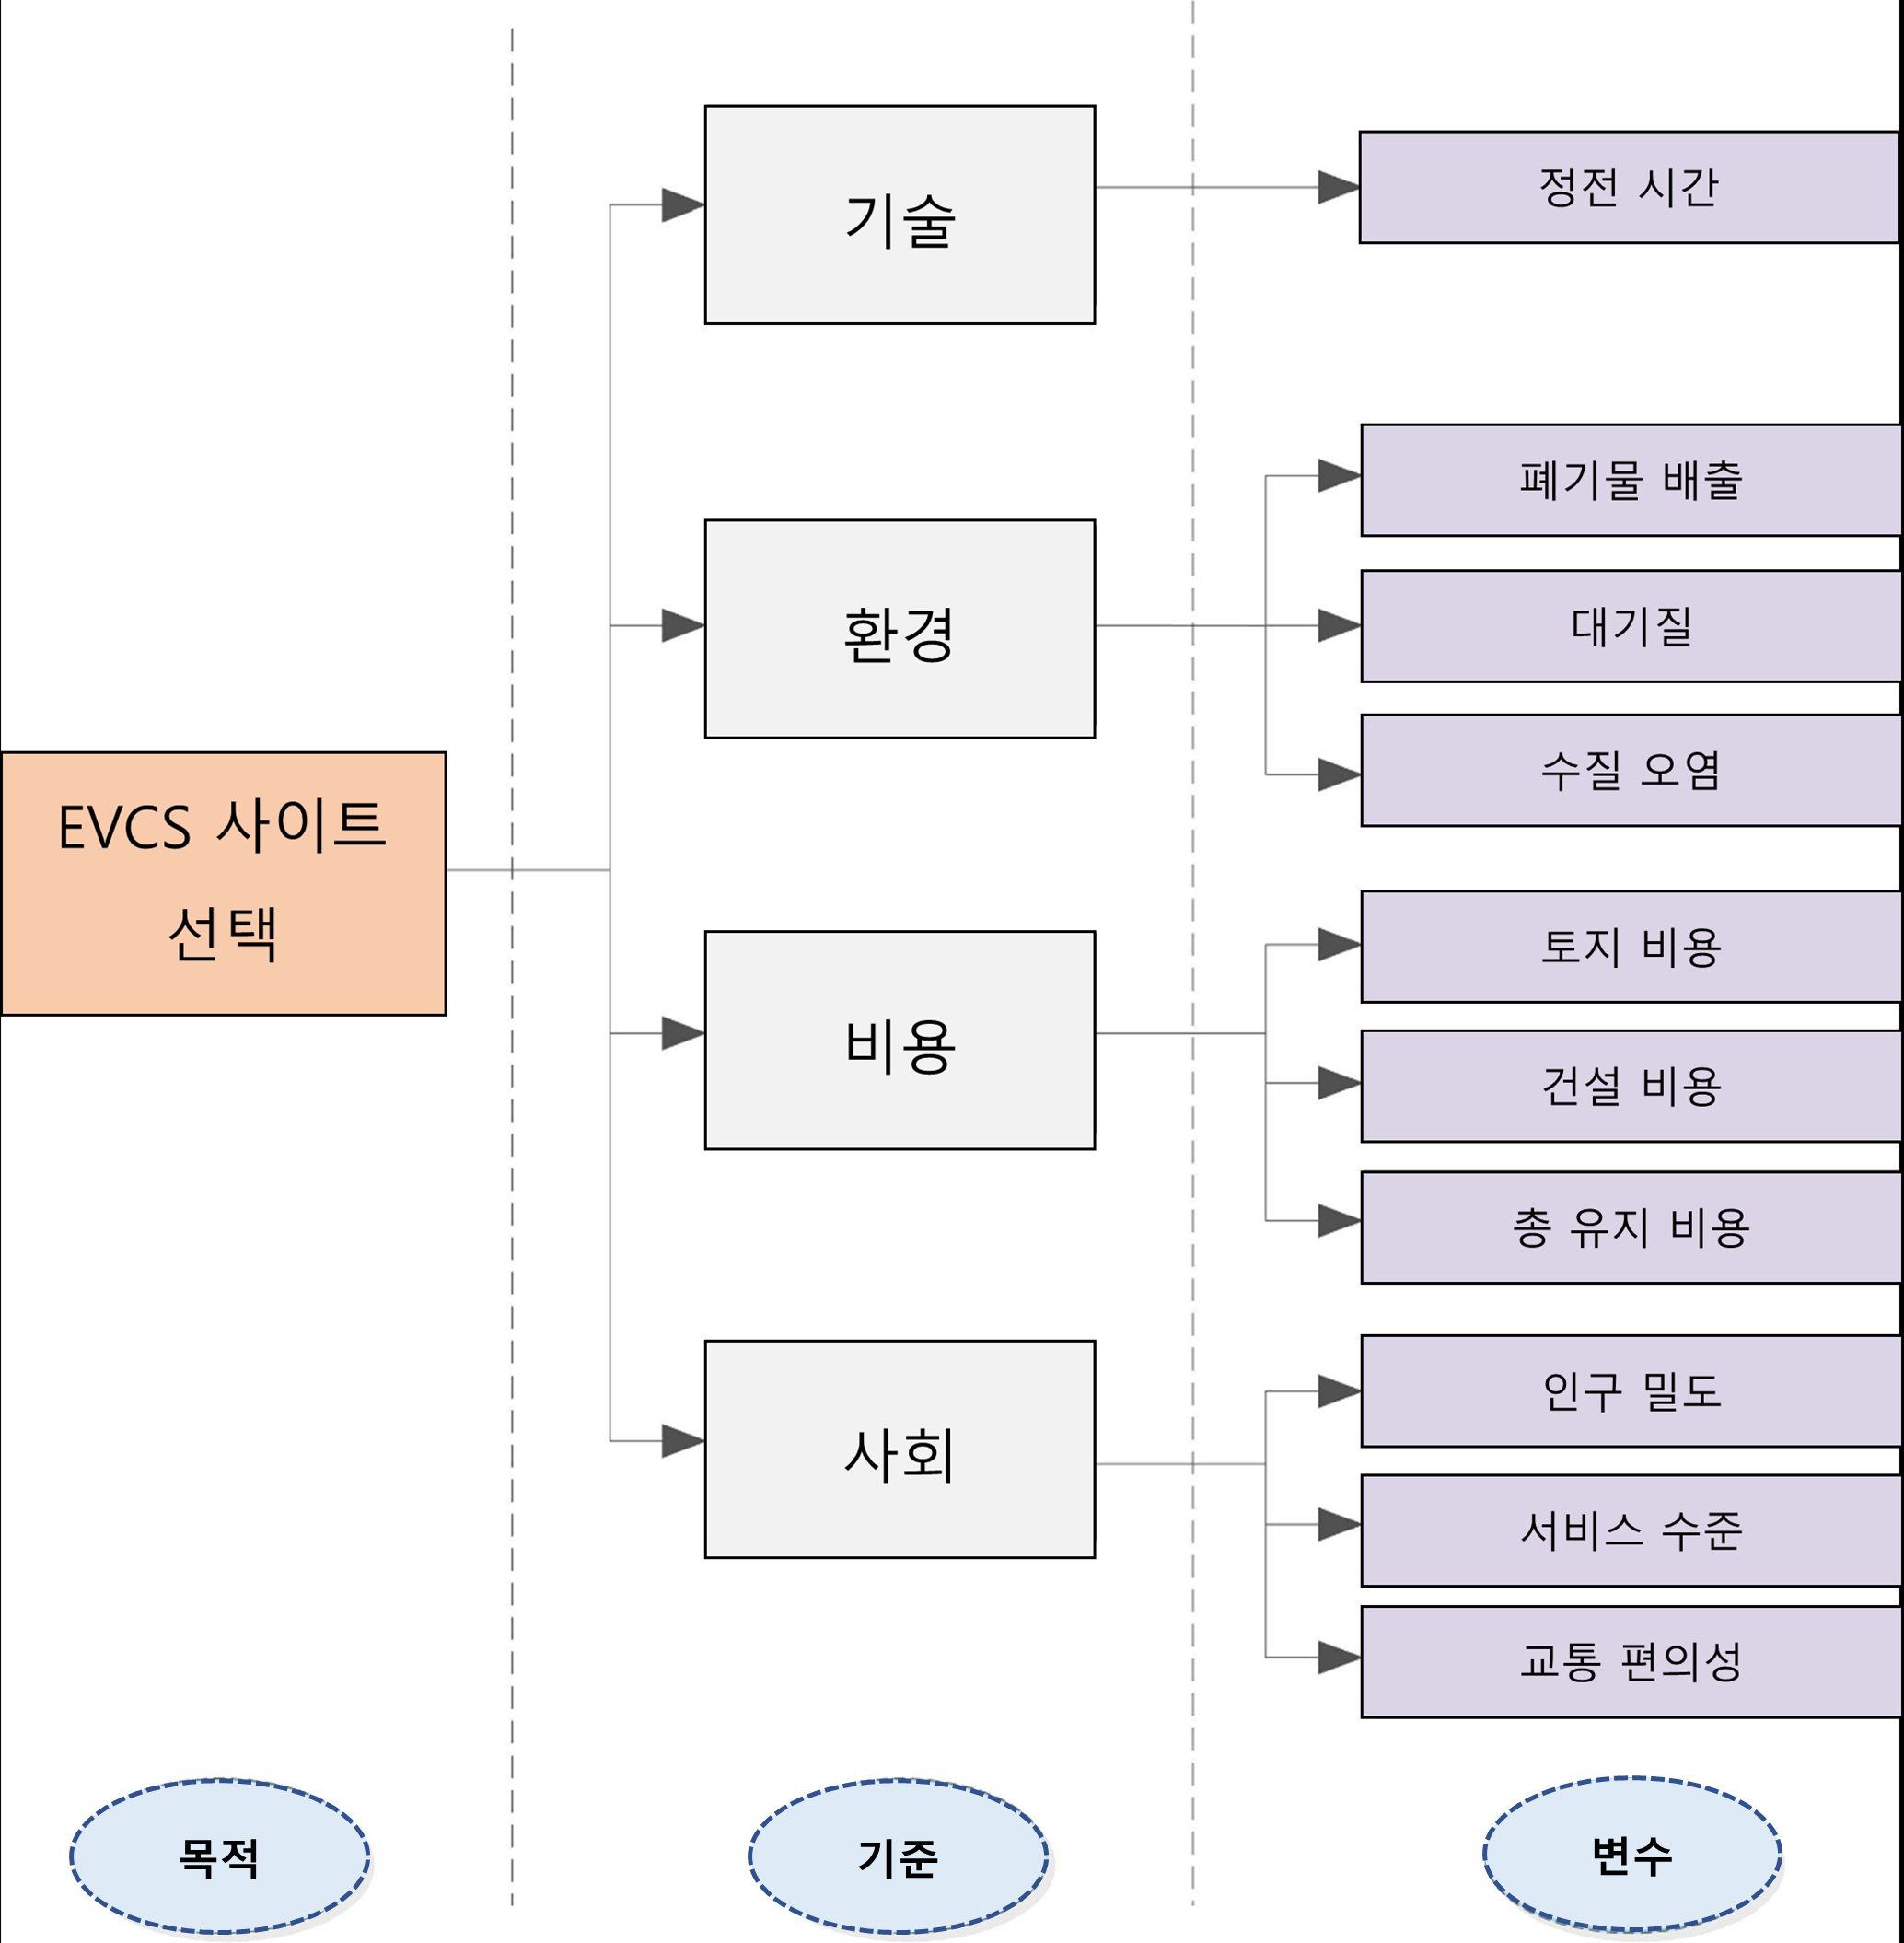 EVCS 사이트
선택
기술
환경
비용
사회
정전 시간
폐기물 배출
대기질
수질 오염
토지 비용
건설 비용
총 유지 비용
인구 밀도
서비스 수준
교통 편의성
목적
기준
변수